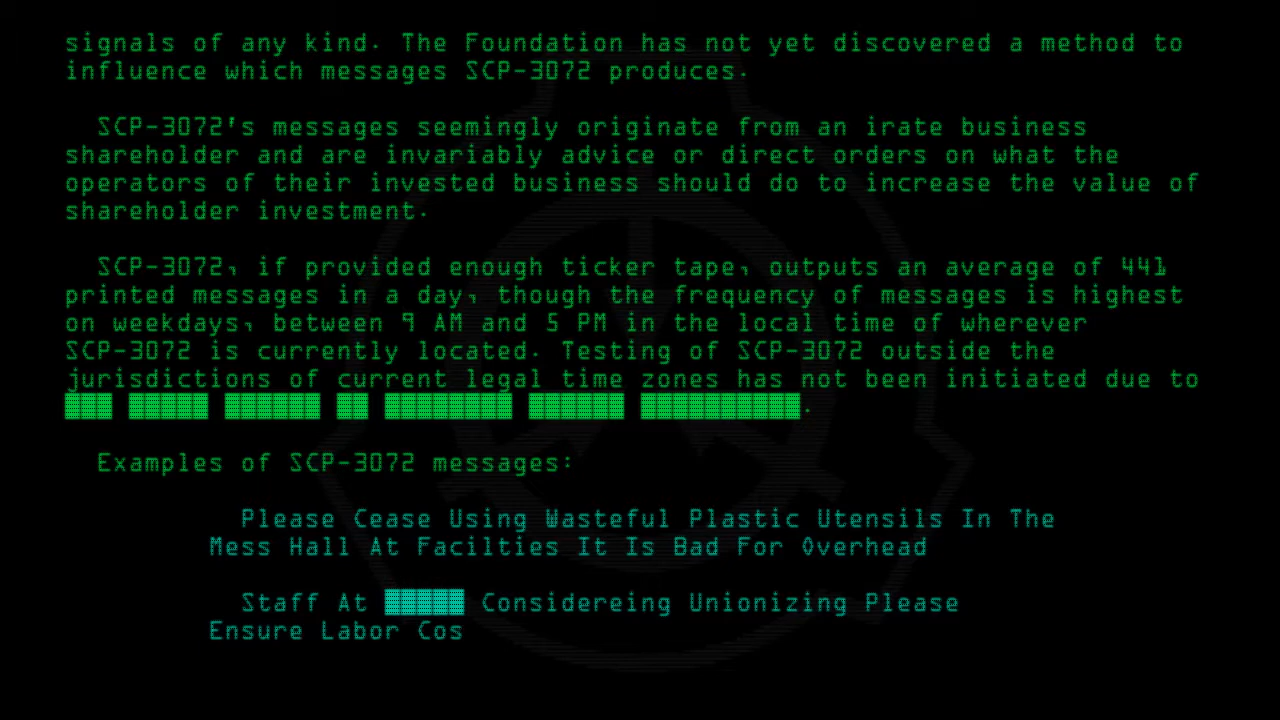 signals of any kind. The Foundation has not yet discovered a method to
influence which messages SCP-3072 produces.
SCP-3072's messages seemingly originate from an irate business
shareholder and are invariably advice or direct orders on what the
operators of their invested business should do to increase the value of
shareholder investment.
SCP-3072, if provided enough ticker tape, outputs an average of 441
printed messages in a day, though the frequency of messages is highest
on weekdays, between 9 AM and 5 PM in the local time of wherever
SCP-3072 is currently located. Testing of SCP-3072 outside the
jurisdictions of current legal time zones has not been initiated due to
▓▓▓ ▓▓▓▓▓ ▓▓▓▓▓▓ ▓▓ ▓▓▓▓▓▓▓▓ ▓▓▓▓▓▓ ▓▓▓▓▓▓▓▓▓▓.
Examples of SCP-3072 messages:
Please Cease Using Wasteful Plastic Utensils In The
Mess Hall At Facilties It Is Bad For Overhead
Staff At ▓▓▓▓▓ Considereing Unionizing Please
Ensure Labor Cos